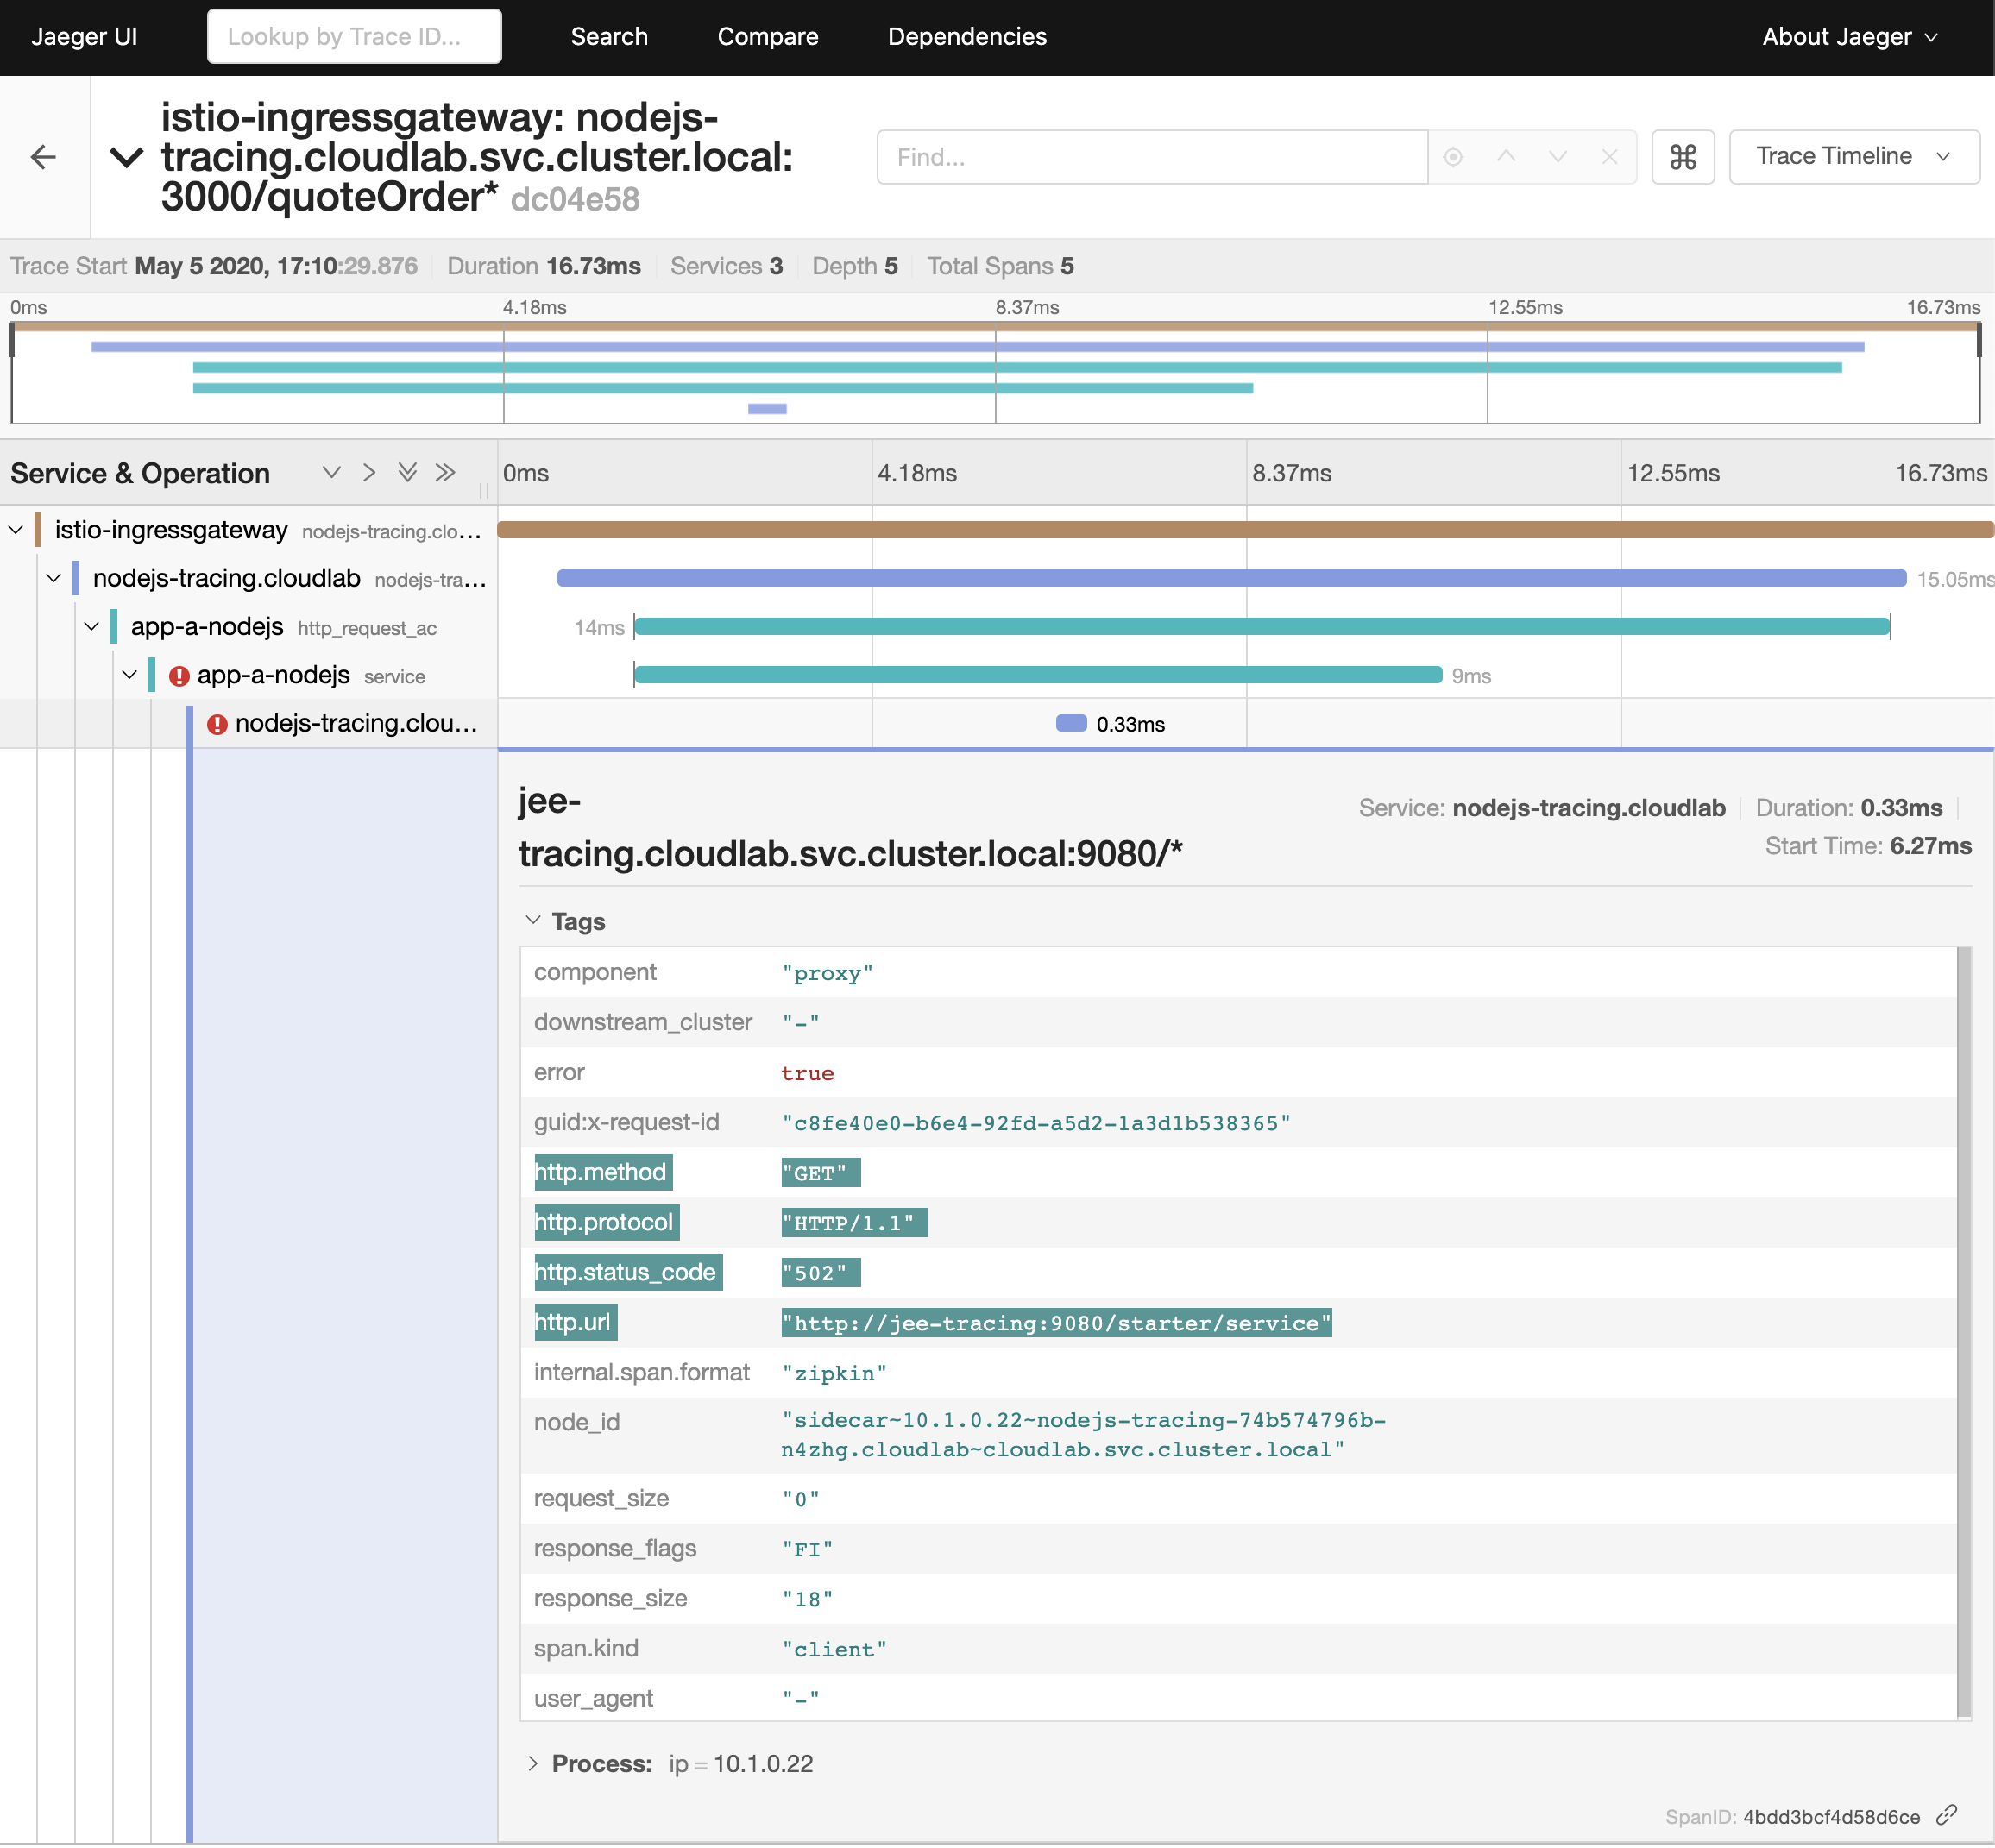 Jaeger UI Lookup by Trace ID... Search Compare Dependencies About Jaeger
istio-ingressgateway: nodejs-
tracing.cloudlab.svc.cluster.local:
3000/quoteOrder* dc04e58
Find... ⌘ Trace Timeline
Trace Start May 5 2020, 17:10:29.876 Duration 16.73ms Services 3 Depth 5 Total Spans 5
0ms 4.18ms 8.37ms 12.55ms 16.73ms
Service & Operation 0ms 4.18ms 8.37ms 12.55ms 16.73ms
istio-ingressgateway nodejs-tracing.clo...
nodejs-tracing.cloudlab nodejs-tra... 15.05ms
app-a-nodejs http_request_ac 14ms
app-a-nodejs service 9ms
nodejs-tracing.clou... 0.33ms
jee-
tracing.cloudlab.svc.cluster.local:9080/*
Service: nodejs-tracing.cloudlab Duration: 0.33ms
Start Time: 6.27ms
Tags
component "proxy"
downstream_cluster "-"
error true
guid:x-request-id "c8fe40e0-b6e4-92fd-a5d2-1a3d1b538365"
http.method "GET"
http.protocol "HTTP/1.1"
http.status_code "502"
http.url "http://jee-tracing:9080/starter/service"
internal.span.format "zipkin"
node_id "sidecar~10.1.0.22~nodejs-tracing-74b574796b-
n4zhg.cloudlab~cloudlab.svc.cluster.local"
request_size "0"
response_flags "FI"
response_size "18"
span.kind "client"
user_agent "-"
Process: ip = 10.1.0.22
SpanID: 4bdd3bcf4d58d6ce